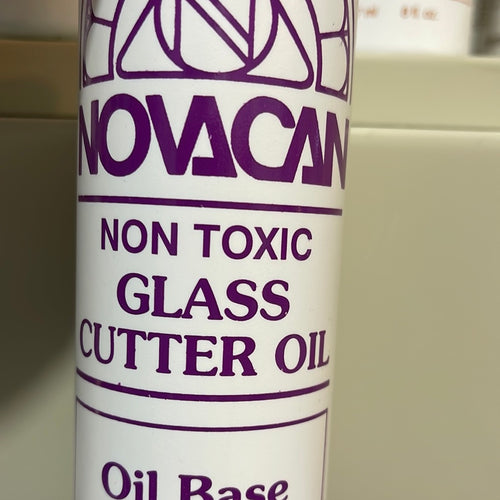 NOVACAN
NON TOXIC
GLASS
CUTTER OIL
Oil Base